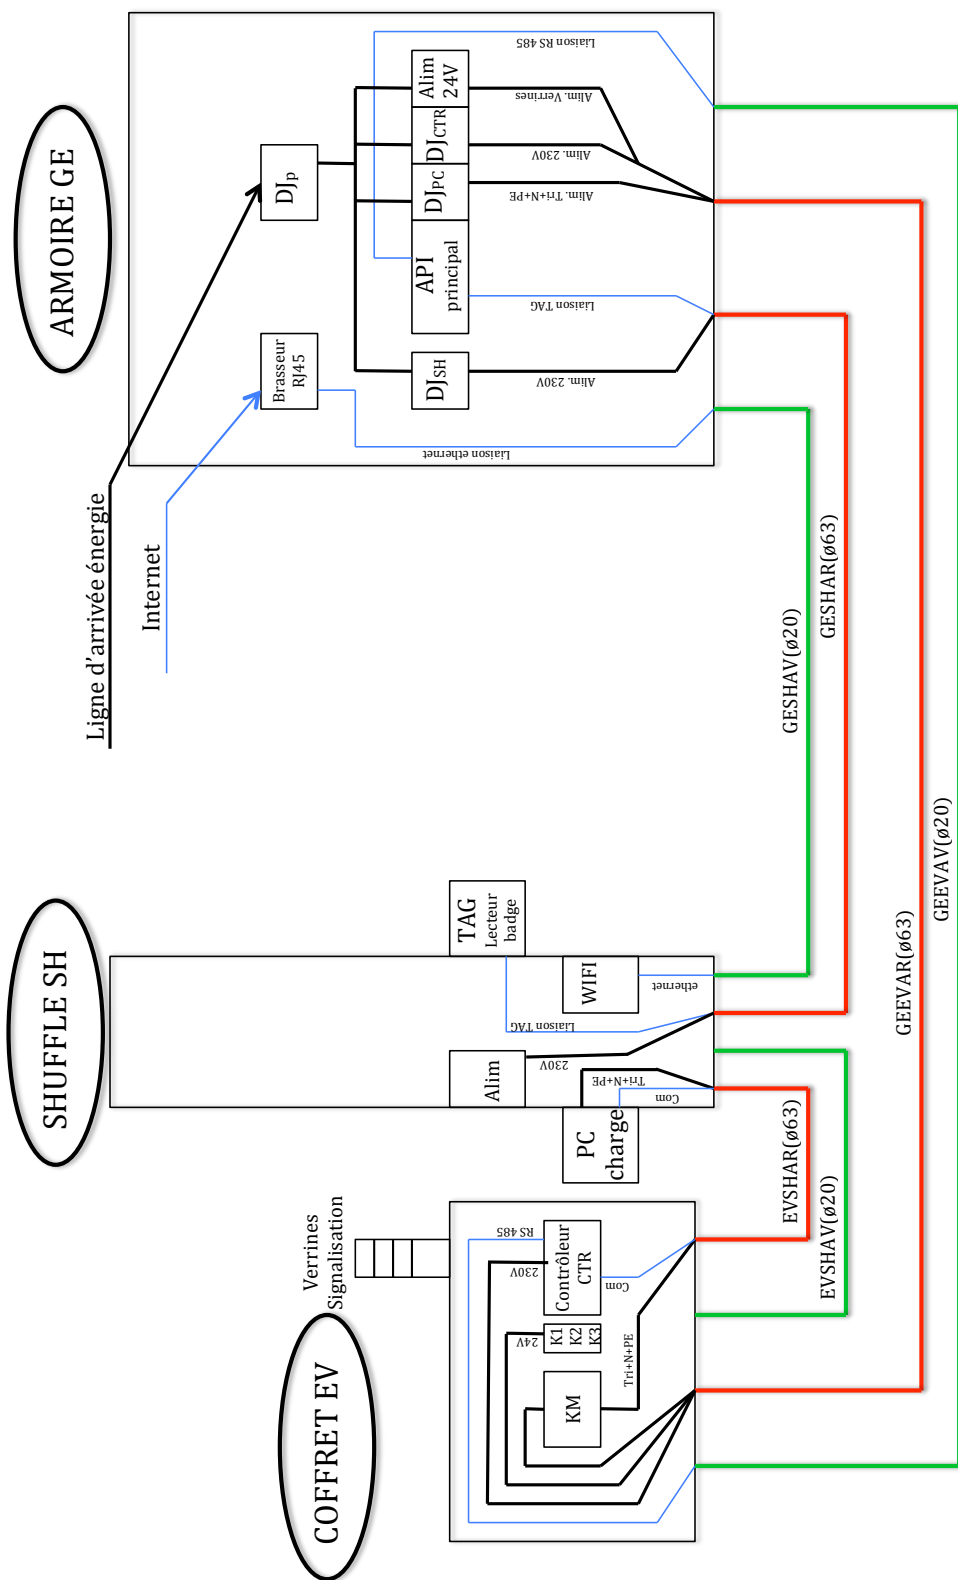 COFFRET EV
Verrines
Signalisation
RS 485
230V
Contrôleur
CTR
Com
24V
K1
K2
K3
KM
Tri+N+PE
SHUFFLE SH
TAG
Lecteur
badge
WIFI
ethernet
Liaison TAG
Alim
230V
Tri+N+PE
Com
PC
charge
EVSHAR(ø63)
EVSHAV(ø20)
ARMOIRE GE
Ligne d'arrivée énergie
Internet
DJp
Brasseur
RJ45
Alim
24V
DJCTR
DJPC
API
principal
DJSH
Liaison RS 485
Alim. Verrines
Alim. 230V
Alim. Tri+N+PE
Liaison TAG
Alim. 230V
Liaison ethernet
GESHAV(ø20)
GESHAR(ø63)
GEEVAR(ø63)
GEEVAV(ø20)